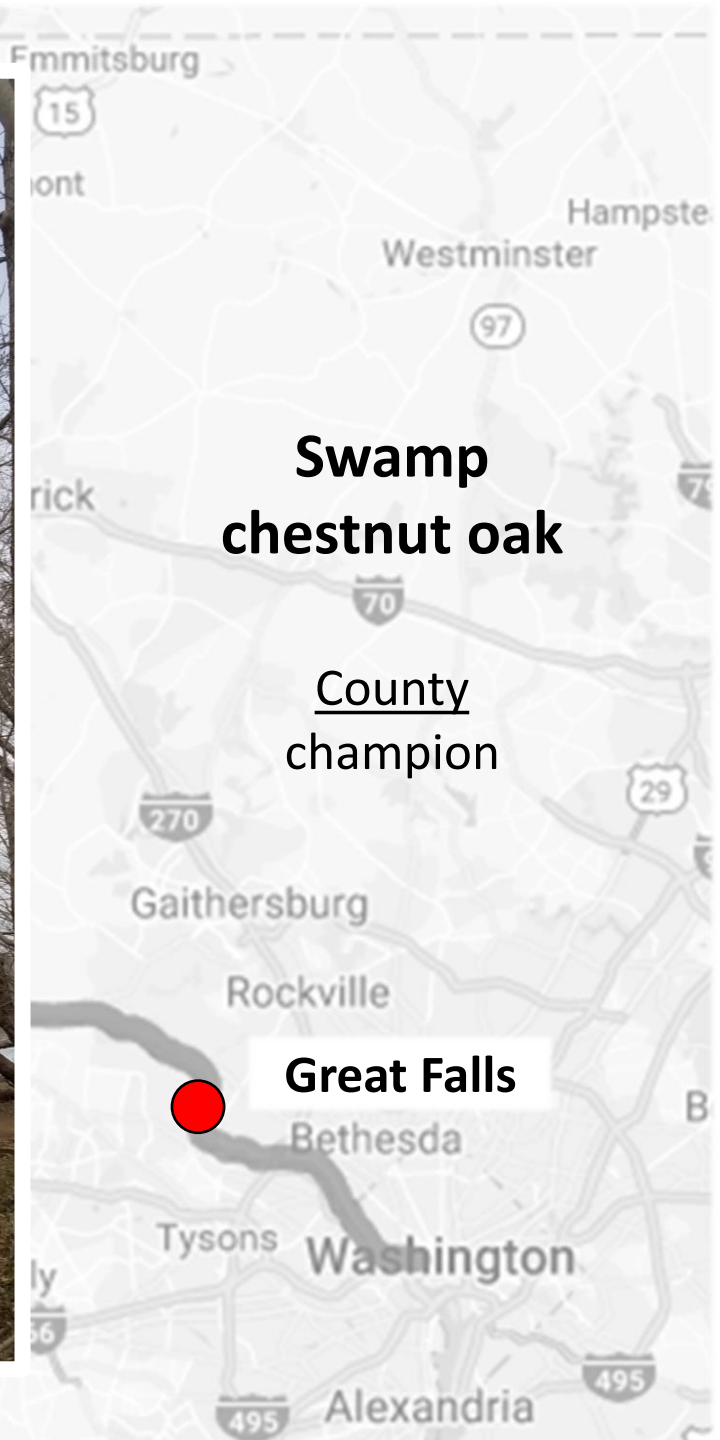 Emmitsburg
15
ont
Hampste
Westminster
97
Swamp
chestnut oak
rick
79
70
County
champion
29
270
Gaithersburg
Rockville
Great Falls
B
Bethesda
Tysons
Washington
ly
66
495
495
Alexandria